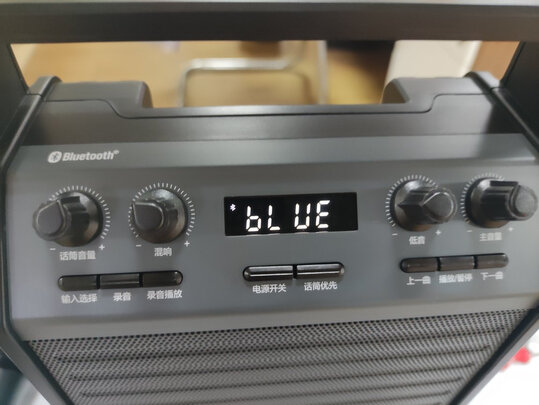 Bluetooth®
bLUE
话筒音量
混响
低音
主音量
输入选择
录音
录音播放
电源开关
话筒优先
上一曲
播放/暂停
下一曲